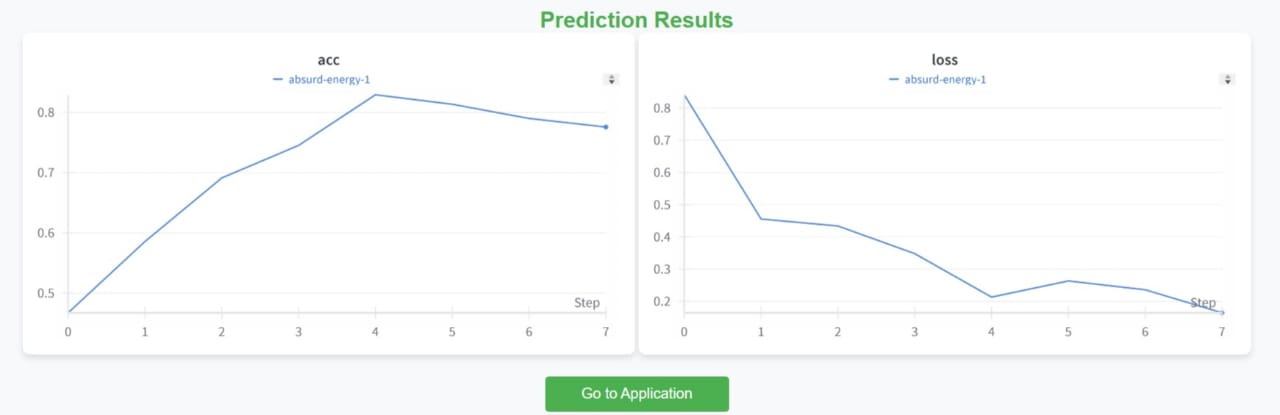 Prediction Results
acc
absurd-energy-1
0.8
0.7
0.6
0.5
Step
0 1 2 3 4 5 6 7
loss
absurd-energy-1
0.8
0.7
0.6
0.5
0.4
0.3
0.2
Step
0 1 2 3 4 5 6 7
Go to Application